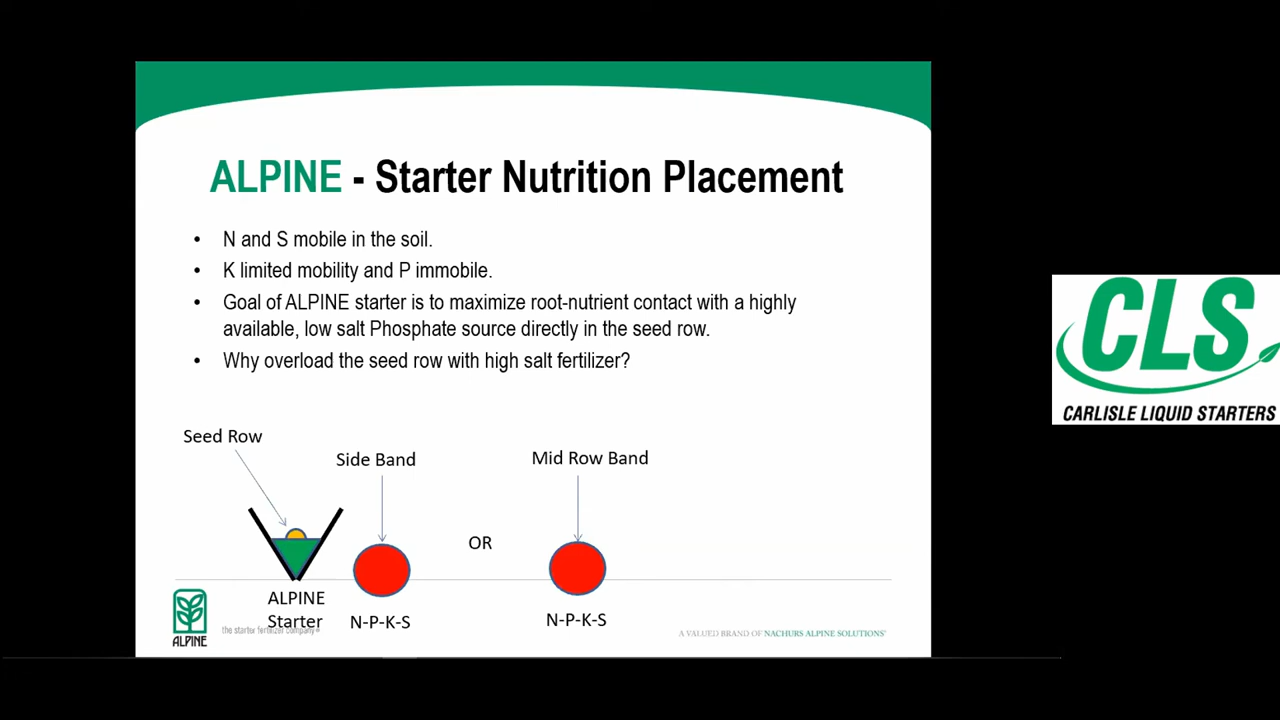 ALPINE - Starter Nutrition Placement
• N and S mobile in the soil.
• K limited mobility and P immobile.
• Goal of ALPINE starter is to maximize root-nutrient contact with a highly
available, low salt Phosphate source directly in the seed row.
• Why overload the seed row with high salt fertilizer?
CLS
CARLISLE LIQUID STARTERS
Seed Row
Side Band
Mid Row Band
OR
ALPINE
Starter
N-P-K-S
N-P-K-S
ALPINE
the starter fertilizer company®
A VALUED BRAND OF NACHURS ALPINE SOLUTIONS'